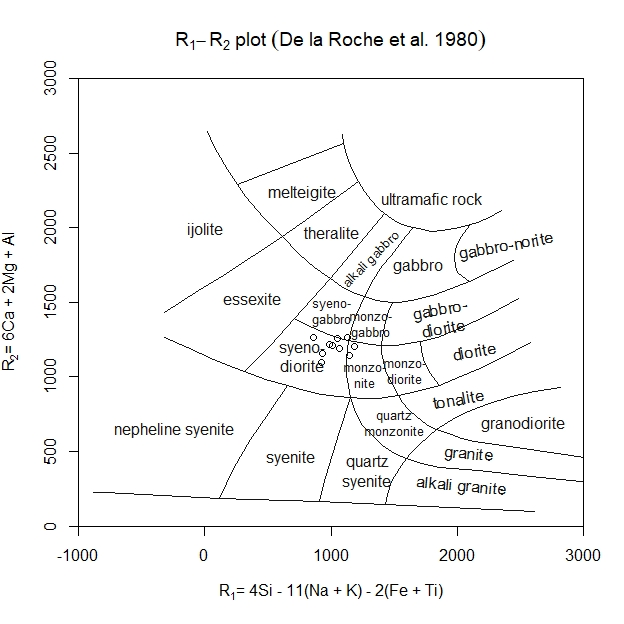 R1– R2 plot (De la Roche et al. 1980)
3000
2500
2000
1500
1000
500
0
R2= 6Ca + 2Mg + Al
melteigite
ultramafic rock
ijolite
theralite
alkali gabbro
gabbro
gabbro-norite
essexite
syeno-
gabbro
monzo-
gabbro
gabbro-
diorite
syeno
diorite
monzo-
nite
monzo-
diorite
diorite
tonalite
nepheline syenite
syenite
quartz
syenite
quartz
monzonite
granodiorite
granite
alkali granite
-1000
0
1000
2000
3000
R1= 4Si - 11(Na + K) - 2(Fe + Ti)